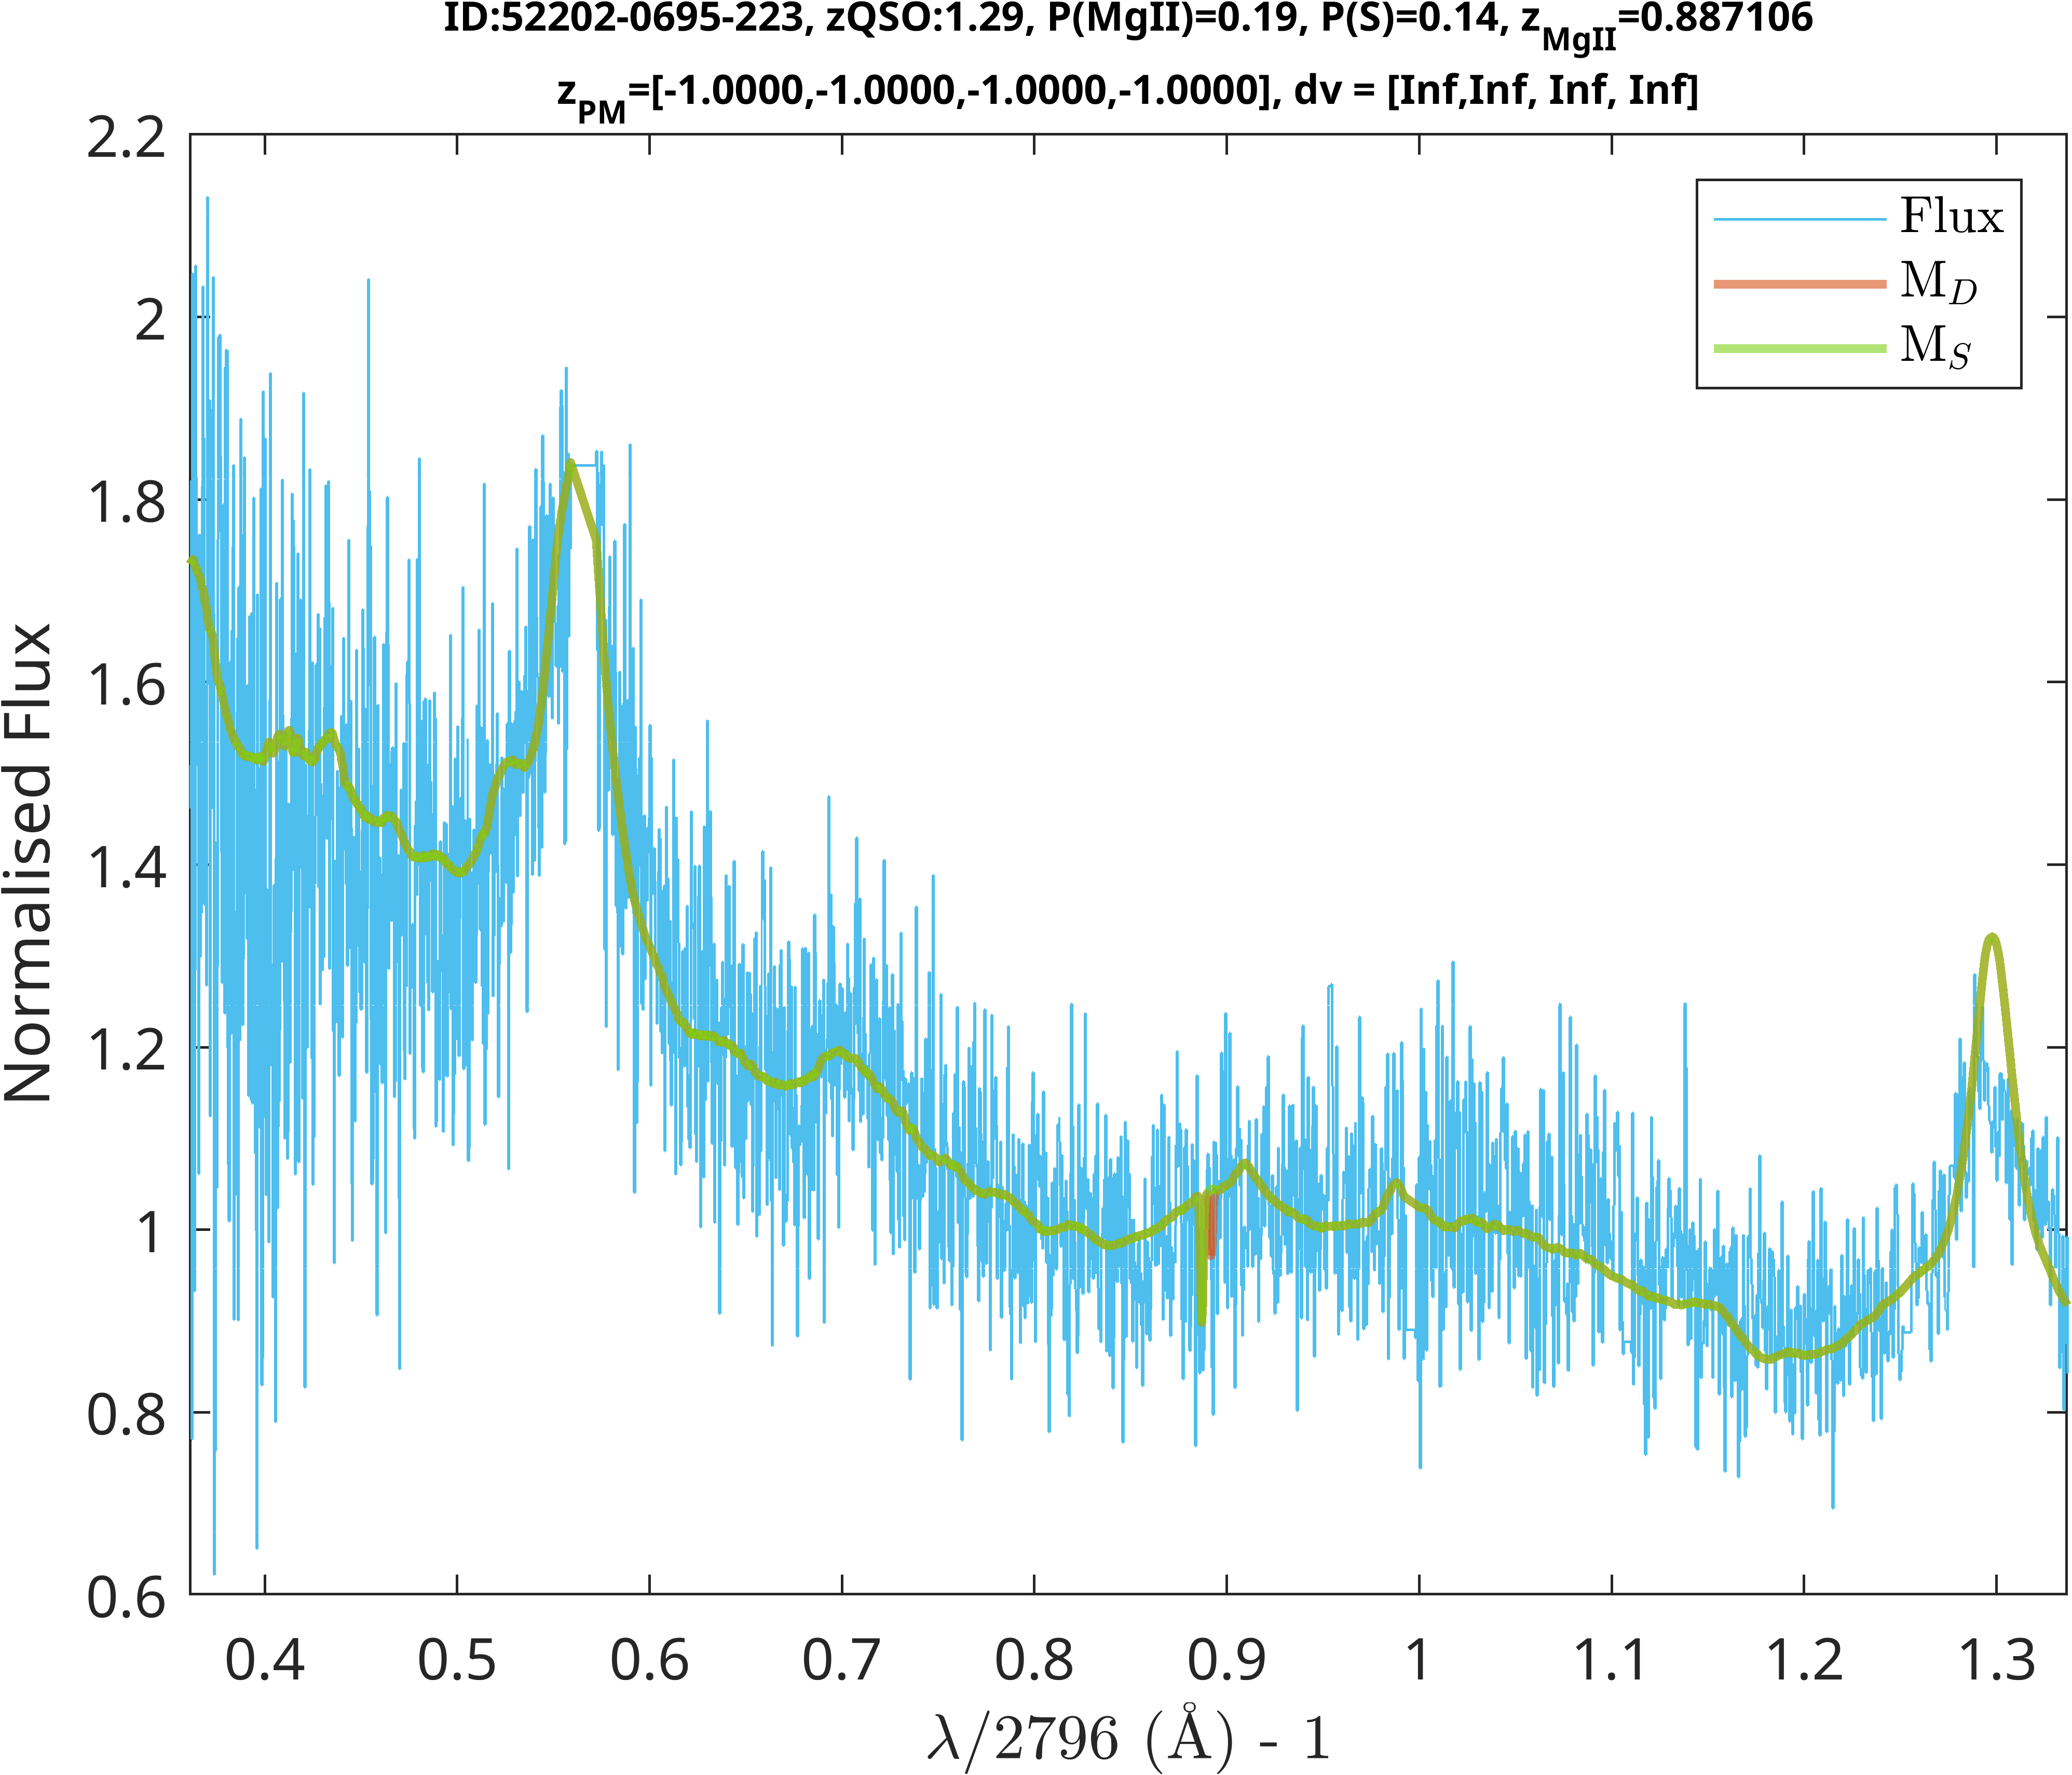 ID:52202-0695-223, zQSO:1.29, P(MgII)=0.19, P(S)=0.14, zMgII=0.887106
zPM=[-1.0000,-1.0000,-1.0000,-1.0000], dv = [Inf,Inf, Inf, Inf]
2.2
2
1.8
1.6
1.4
1.2
1
0.8
0.6
Normalised Flux
Flux
MD
MS
0.4 0.5 0.6 0.7 0.8 0.9 1 1.1 1.2 1.3
λ/2796 (Å) - 1